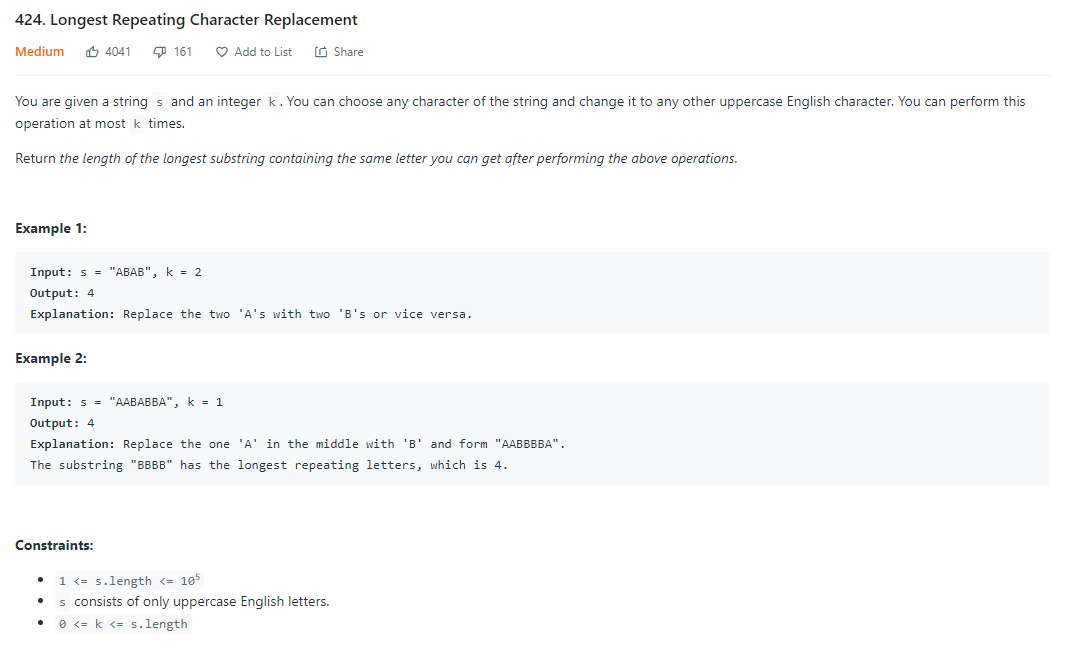 424. Longest Repeating Character Replacement
Medium 4041 161 Add to List Share
You are given a string s and an integer k. You can choose any character of the string and change it to any other uppercase English character. You can perform this
operation at most k times.
Return the length of the longest substring containing the same letter you can get after performing the above operations.
Example 1:
Input: s = "ABAB", k = 2
Output: 4
Explanation: Replace the two 'A's with two 'B's or vice versa.
Example 2:
Input: s = "AABABBA", k = 1
Output: 4
Explanation: Replace the one 'A' in the middle with 'B' and form "AABBBBA".
The substring "BBBB" has the longest repeating letters, which is 4.
Constraints:
• 1 <= s.length <= 10⁵
• s consists of only uppercase English letters.
• 0 <= k <= s.length